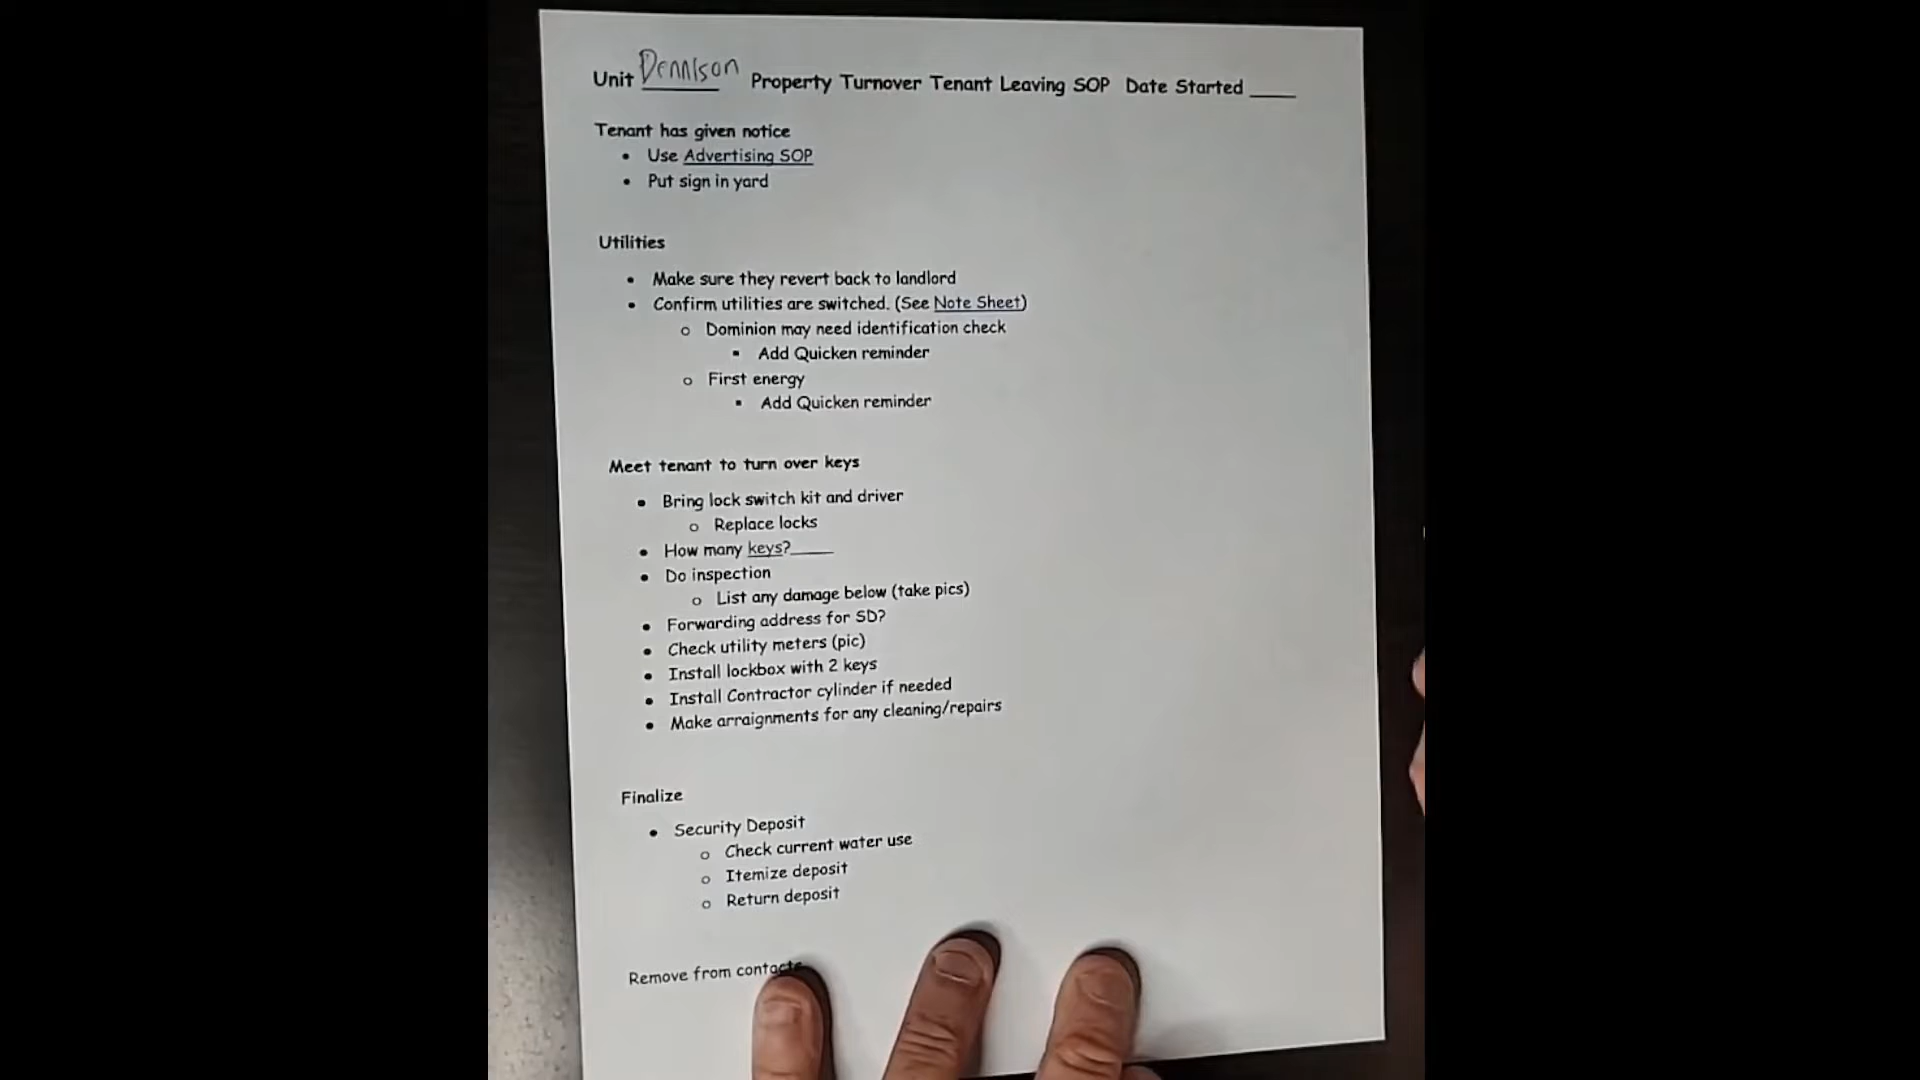 Unit Dennison Property Turnover Tenant Leaving SOP Date Started ____
Tenant has given notice
• Use Advertising SOP
• Put sign in yard
Utilities
• Make sure they revert back to landlord
• Confirm utilities are switched. (See Note Sheet)
o Dominion may need identification check
▪ Add Quicken reminder
o First energy
▪ Add Quicken reminder
Meet tenant to turn over keys
• Bring lock switch kit and driver
o Replace locks
• How many keys?____
• Do inspection
o List any damage below (take pics)
• Forwarding address for SD?
• Check utility meters (pic)
• Install lockbox with 2 keys
• Install Contractor cylinder if needed
• Make arraignments for any cleaning/repairs
Finalize
• Security Deposit
o Check current water use
o Itemize deposit
o Return deposit
Remove from contacts